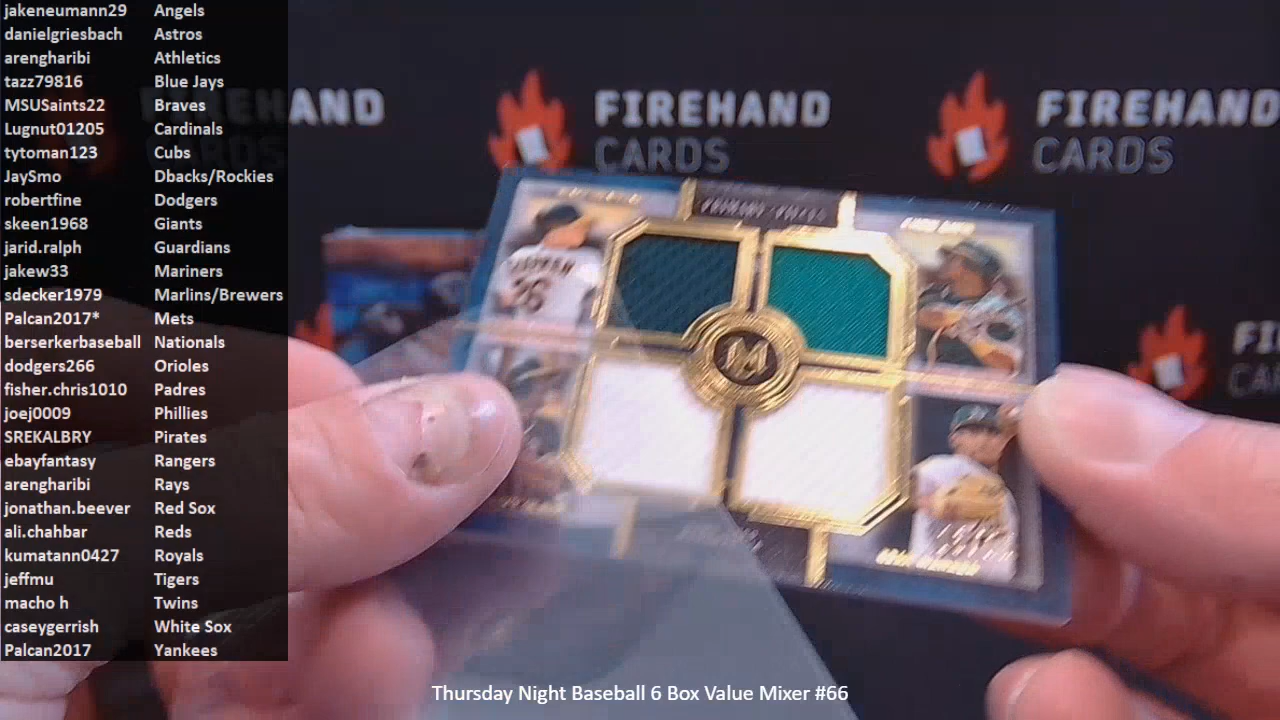 jakeneumann29 Angels
danielgriesbach Astros
arengharibi Athletics
tazz79816 Blue Jays
MSUSaints22 Braves
Lugnut01205 Cardinals
tytoman123 Cubs
JaySmo Dbacks/Rockies
robertfine Dodgers
skeen1968 Giants
jarid.ralph Guardians
jakew33 Mariners
sdecker1979 Marlins/Brewers
Palcan2017* Mets
berserkerbaseball Nationals
dodgers266 Orioles
fisher.chris1010 Padres
joej0009 Phillies
SREKALBRY Pirates
ebayfantasy Rangers
arengharibi Rays
jonathan.beever Red Sox
ali.chahbar Reds
kumatann0427 Royals
jeffmu Tigers
macho h Twins
caseygerrish White Sox
Palcan2017 Yankees
FIREHAND
CARDS
FIREHAND
CARDS
FIREHAND
CARDS
M
Thursday Night Baseball 6 Box Value Mixer #66